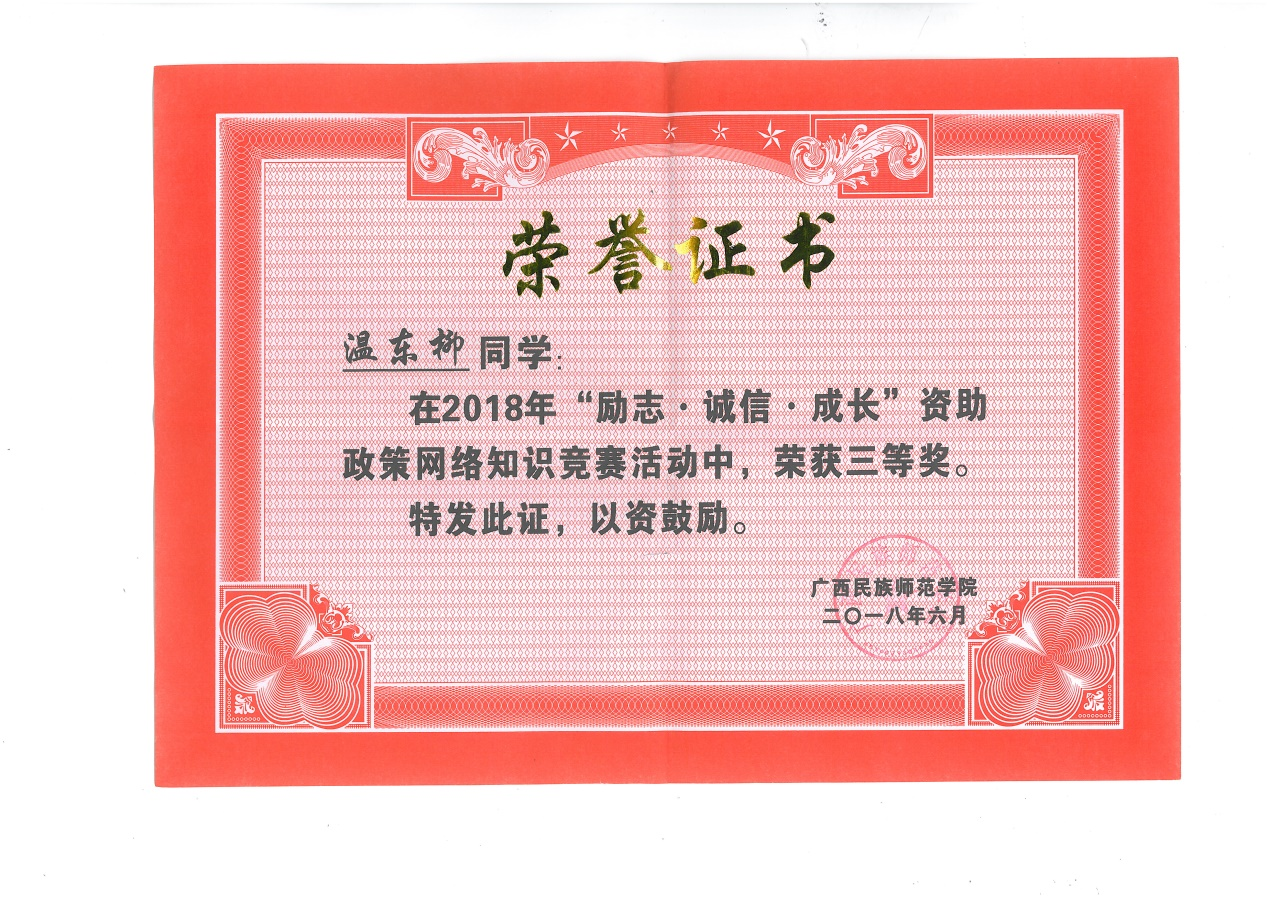 荣誉证书
温东柳同学:
在2018年“励志·诚信·成长”资助
政策网络知识竞赛活动中，荣获三等奖。
特发此证，以资鼓励。
广西民族师范学院
二〇一八年六月